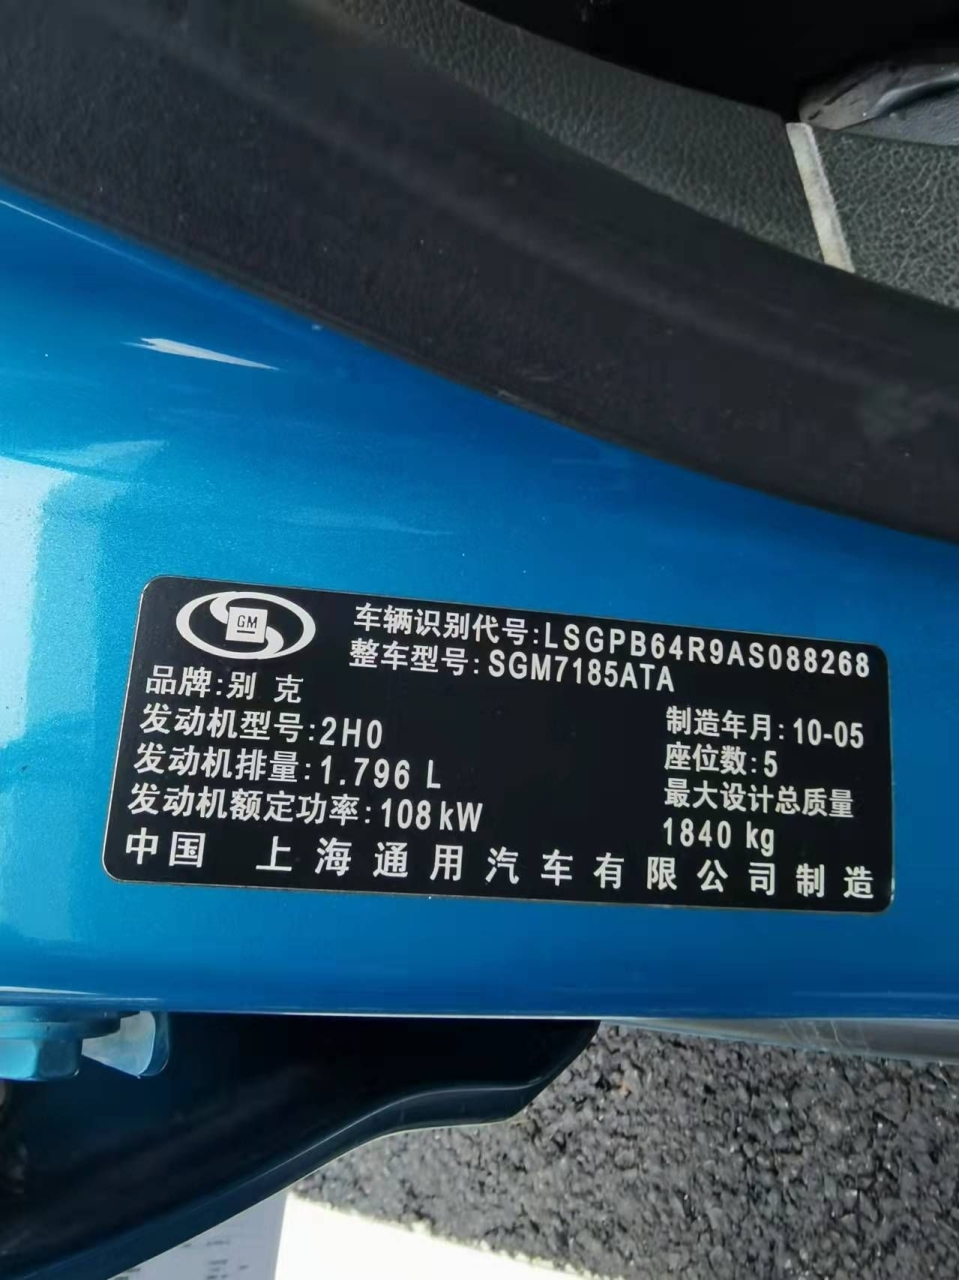 GM
车辆识别代号:LSGPB64R9AS088268
整车型号:SGM7185ATA
品牌:别 克
发动机型号:2H0
制造年月:10-05
发动机排量:1.796 L
座位数:5
发动机额定功率:108kW
最大设计总质量
1840 kg
中国 上海通用汽车有限公司制造